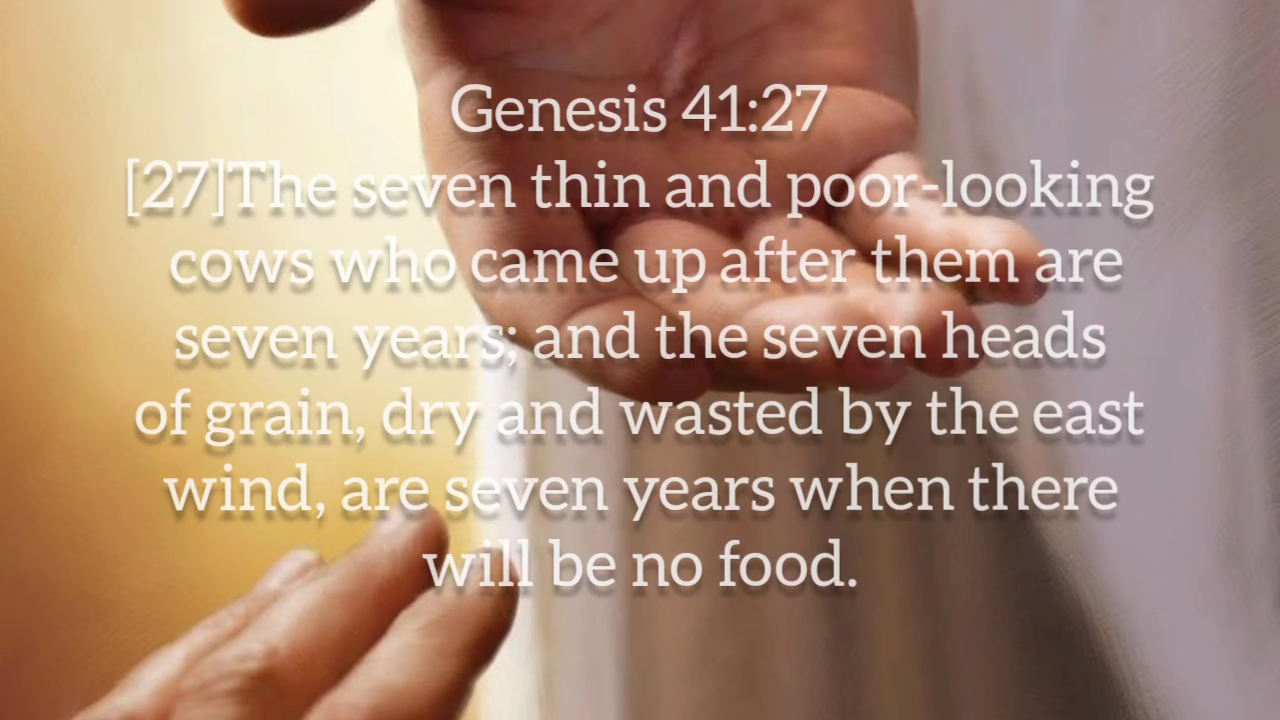 Genesis 41:27
[27]The seven thin and poor-looking
cows who came up after them are
seven years; and the seven heads
of grain, dry and wasted by the east
wind, are seven years when there
will be no food.